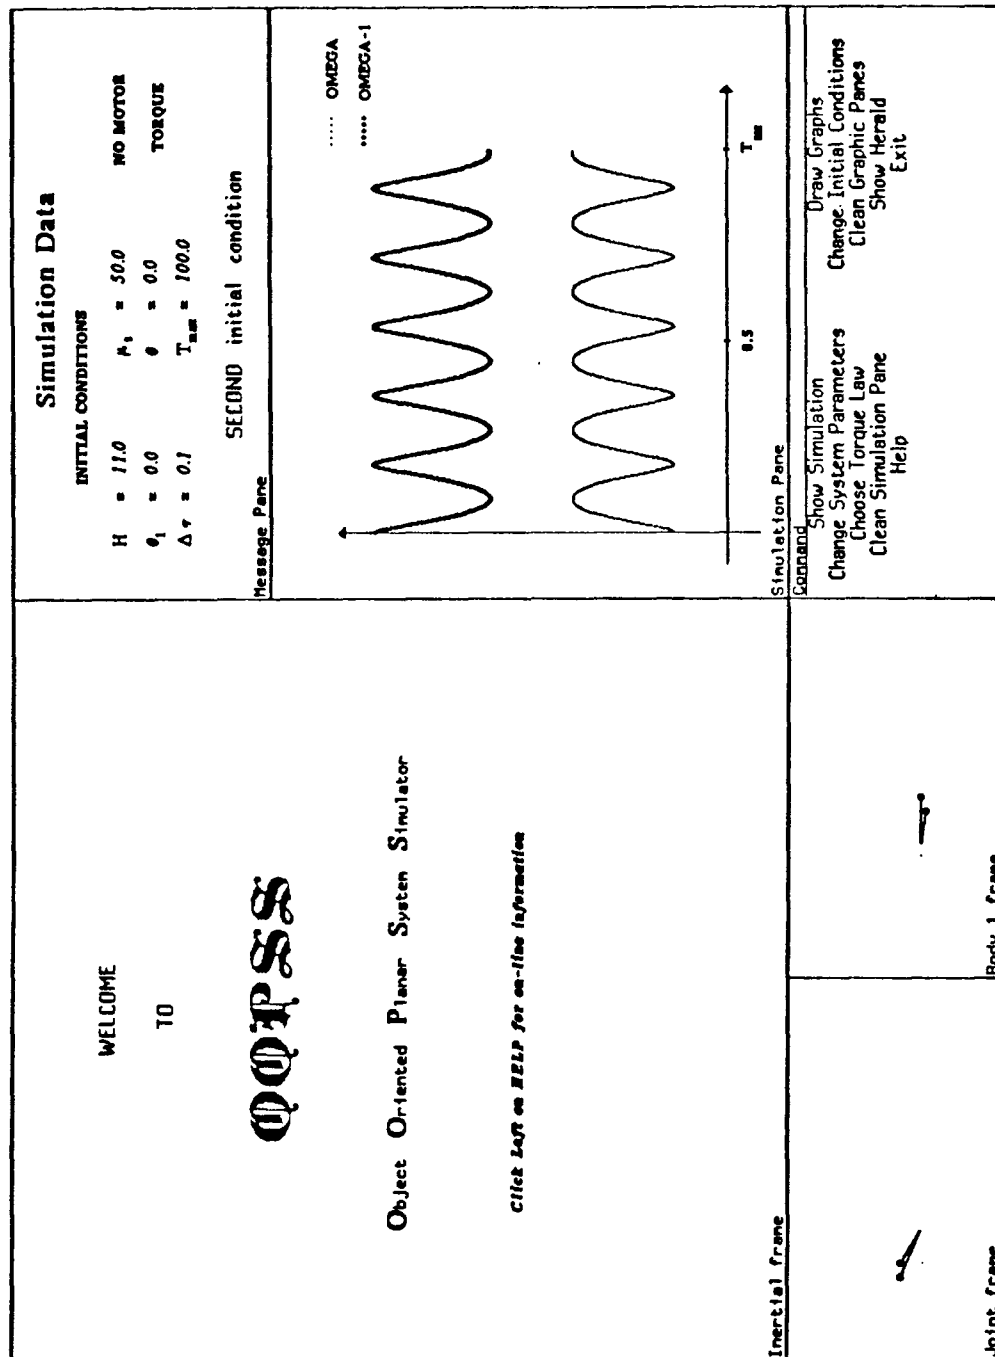 WELCOME
TO
OOPSS
Object Oriented Planar System Simulator
Click Left on HELP for on-line information
Inertial frame
Joint frame
Body 1 frame
Simulation Data
INITIAL CONDITIONS
H = 11.0 μ₁ = 50.0 NO MOTOR
θ₁ = 0.0 θ = 0.0 TORQUE
Δτ = 0.1 T = 100.0
SECOND initial condition
Message Pane
..... OMEGA
••••• OMEGA-1
0.5
T
Simulation Pane
Command
Show Simulation Draw Graphs
Change System Parameters Change Initial Conditions
Choose Torque Law Clean Graphic Panes
Clean Simulation Pane Show Herald
Help Exit